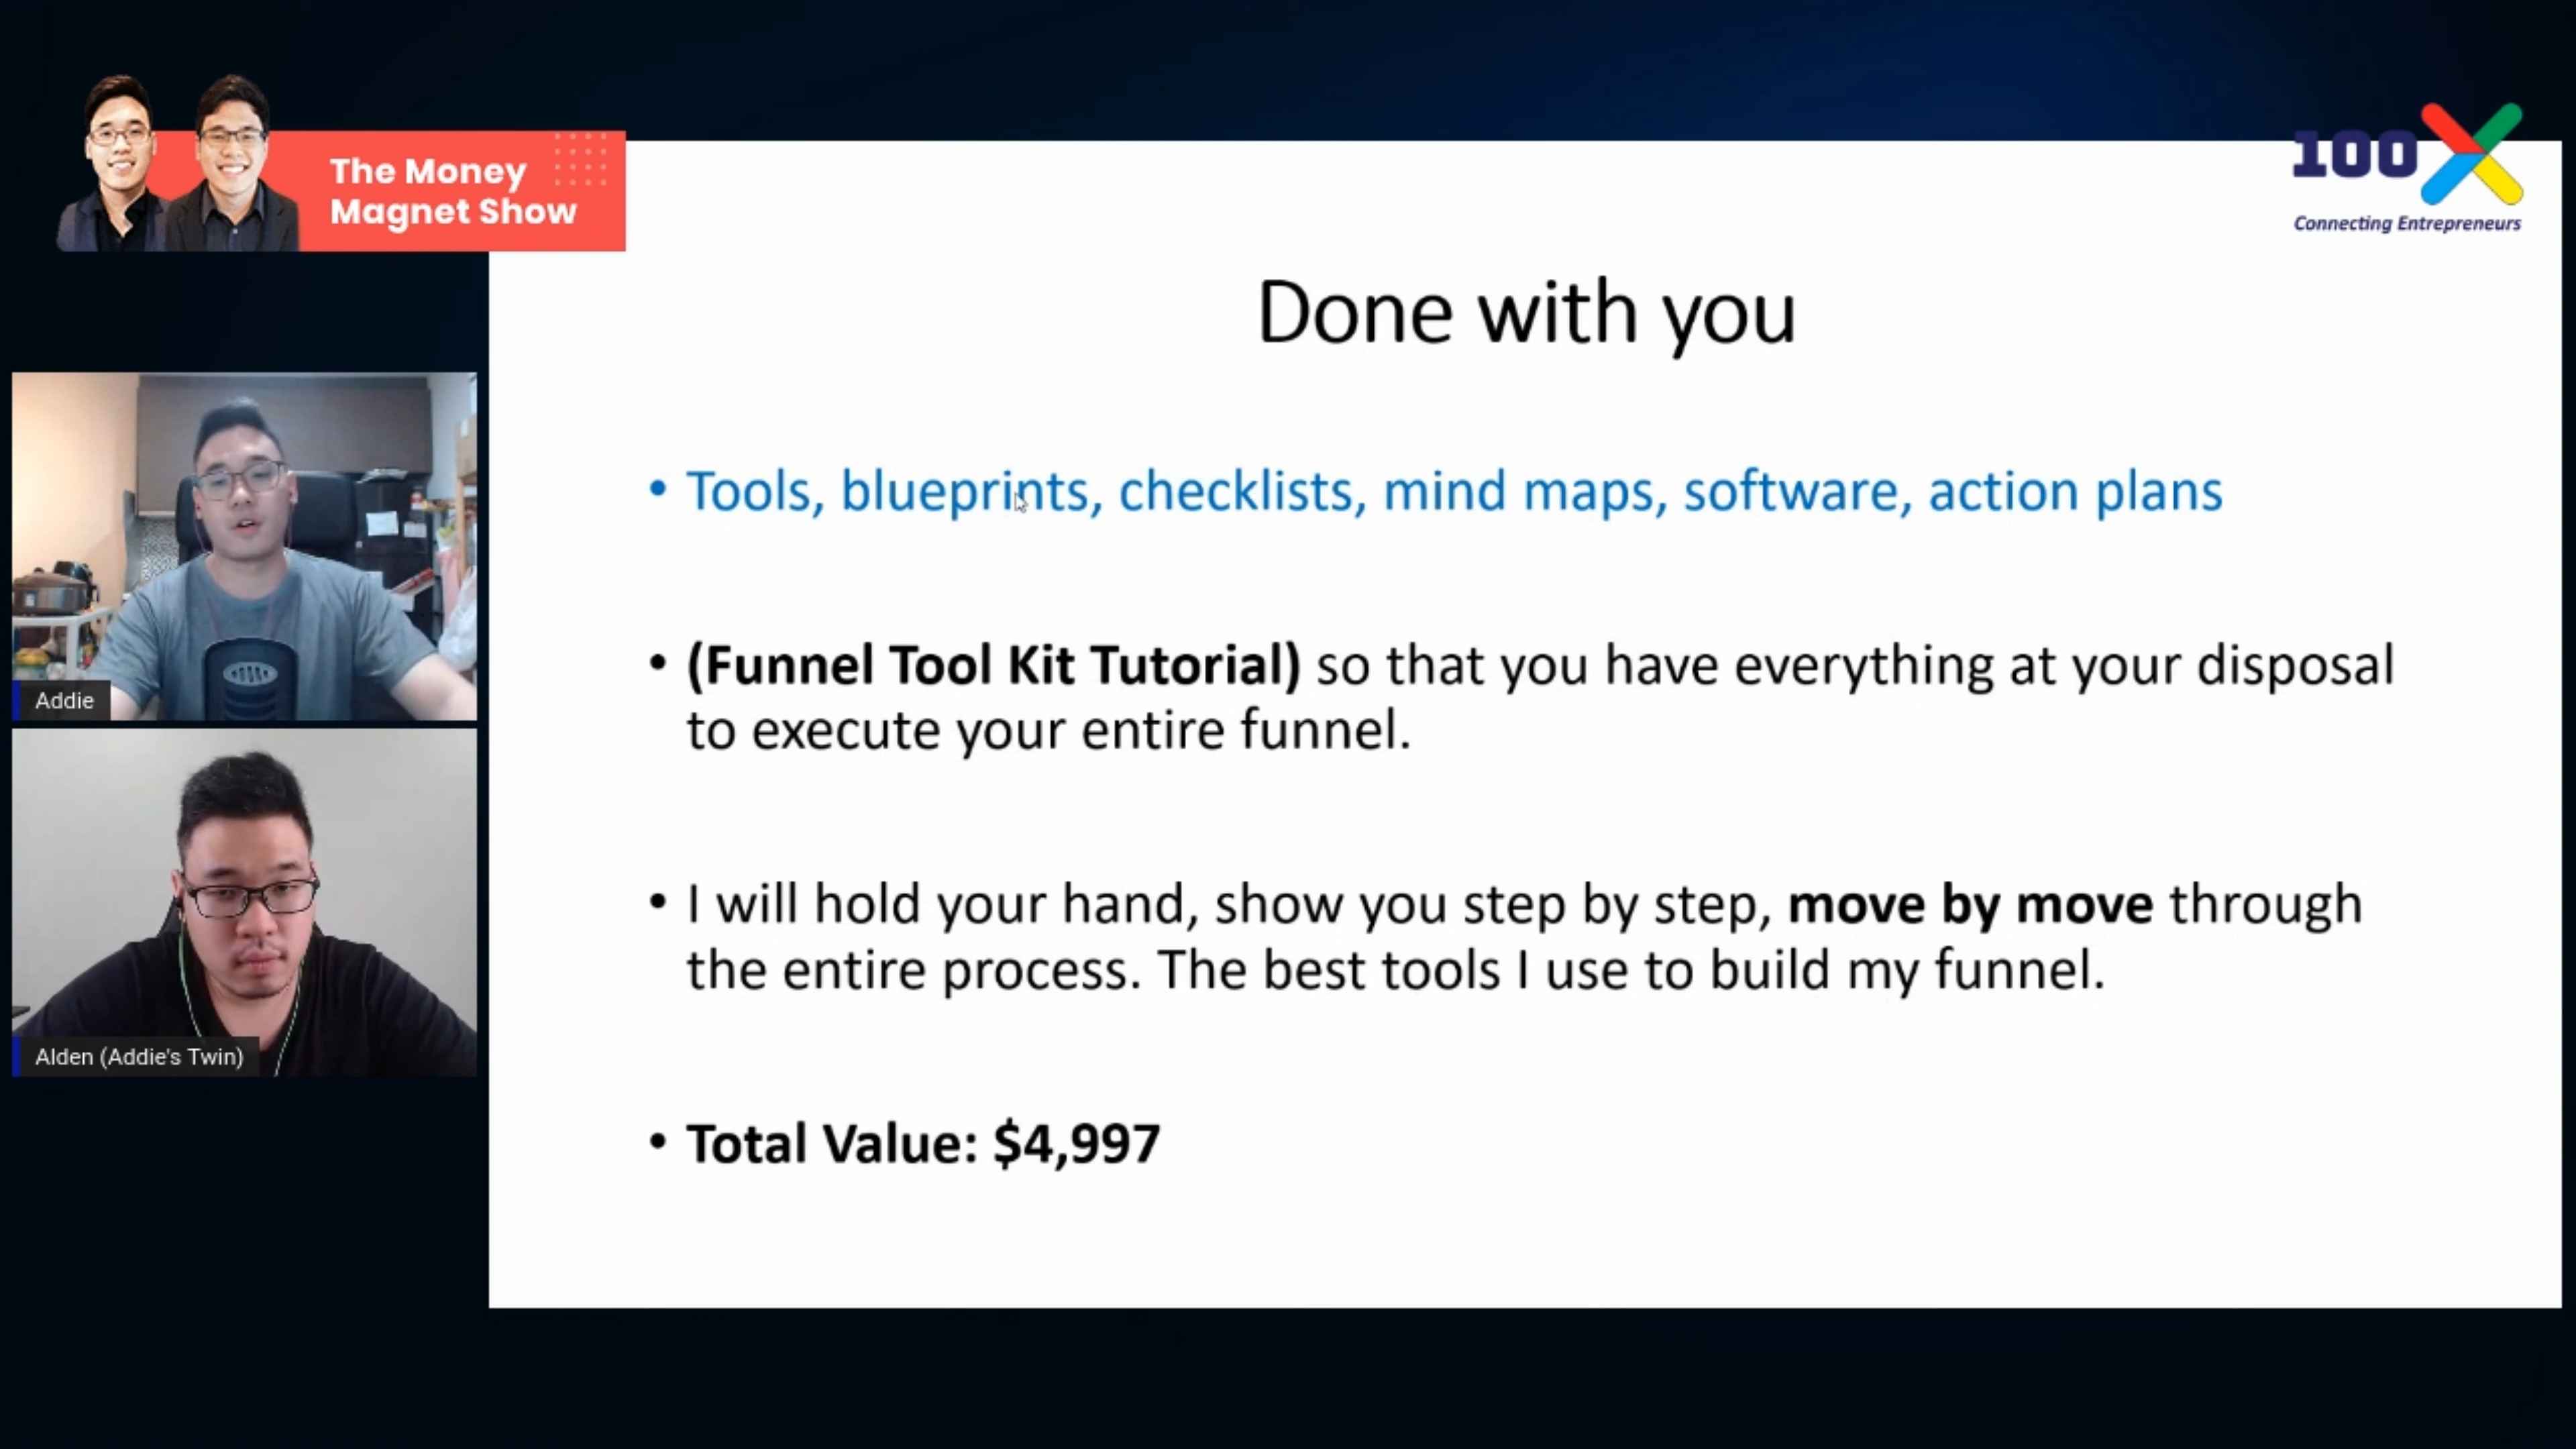 The Money
Magnet Show
100X
Connecting Entrepreneurs
Done with you
• Tools, blueprints, checklists, mind maps, software, action plans
• (Funnel Tool Kit Tutorial) so that you have everything at your disposal
to execute your entire funnel.
• I will hold your hand, show you step by step, move by move through
the entire process. The best tools I use to build my funnel.
• Total Value: $4,997
Addie
Alden (Addie's Twin)